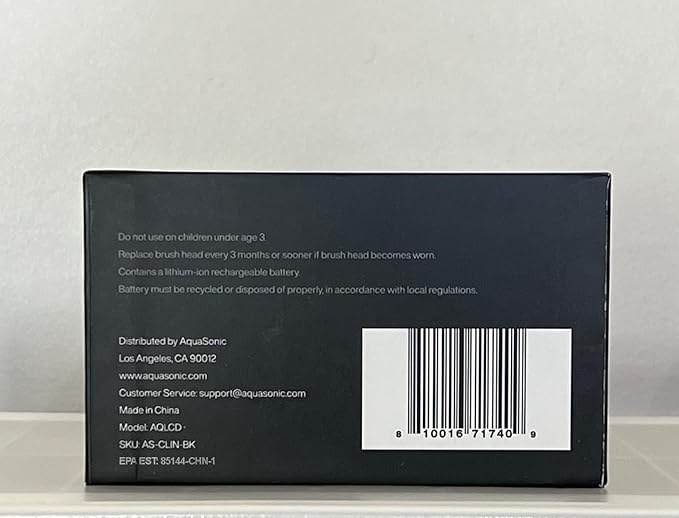 Do not use on children under age 3.
Replace brush head every 3 months or sooner if brush head becomes worn.
Contains a lithium-ion rechargeable battery.
Battery must be recycled or disposed of properly, in accordance with local regulations.
Distributed by AquaSonic
Los Angeles, CA 90012
www.aquasonic.com
Customer Service: support@aquasonic.com
Made in China
Model: AQLCD
SKU: AS-CLIN-BK
EPA EST: 85144-CHN-1
8 10016 71740 9